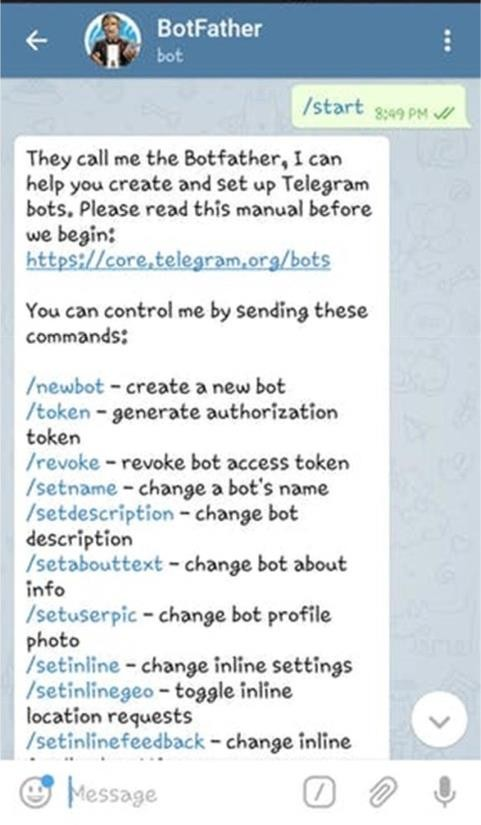 BotFather
bot
/start 8:49 PM
They call me the Botfather, I can
help you create and set up Telegram
bots. Please read this manual before
we begin:
https://core.telegram.org/bots
You can control me by sending these
commands:
/newbot - create a new bot
/token - generate authorization
token
/revoke - revoke bot access token
/setname - change a bot's name
/setdescription - change bot
description
/setabouttext - change bot about
info
/setuserpic - change bot profile
photo
/setinline - change inline settings
/setinlinegeo - toggle inline
location requests
/setinlinefeedback - change inline
Message